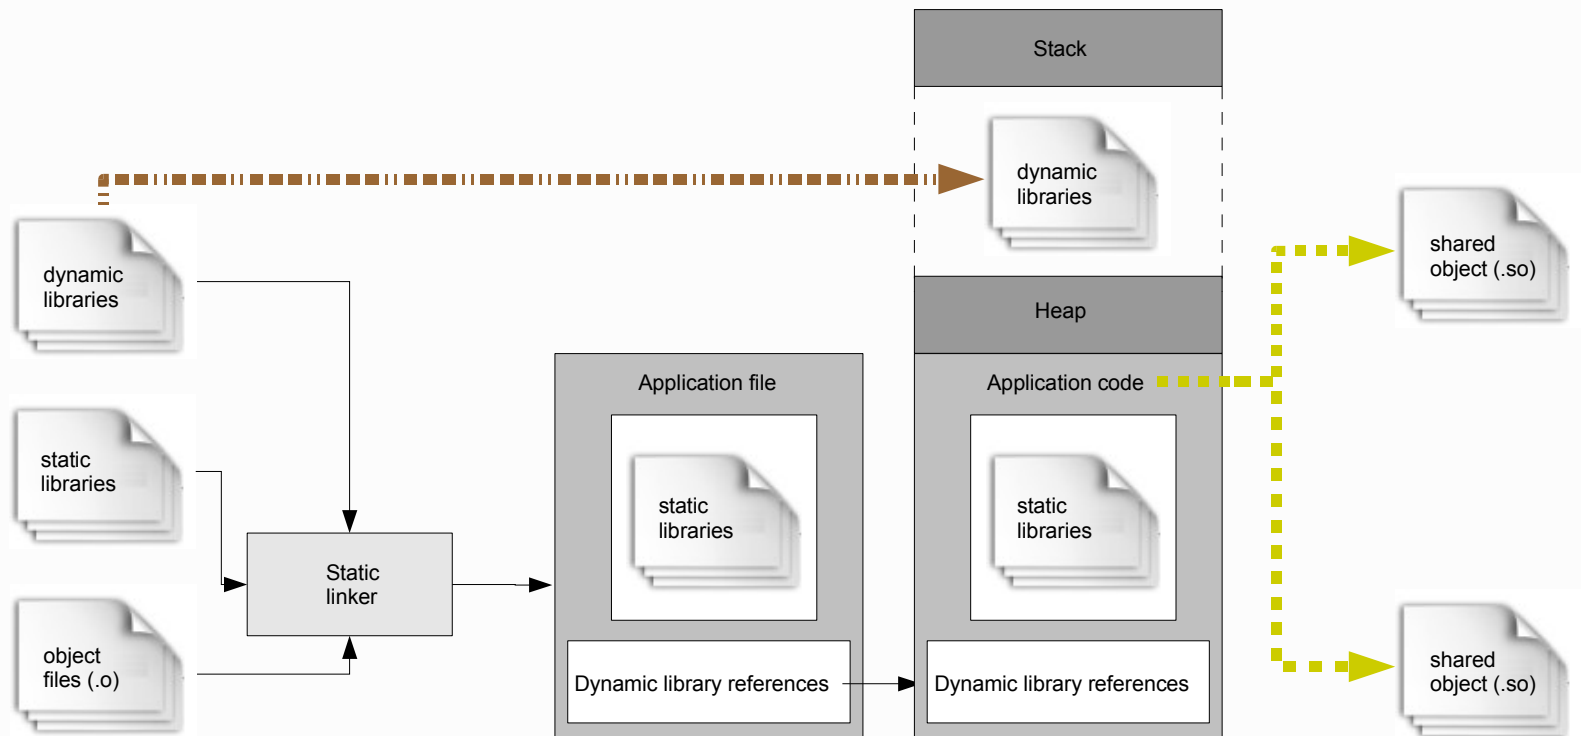 Stack
dynamic
libraries
dynamic
libraries
shared
object (.so)
Heap
Application file
Application code
static
libraries
static
libraries
static
libraries
Static
linker
object
files (.o)
Dynamic library references
Dynamic library references
shared
object (.so)